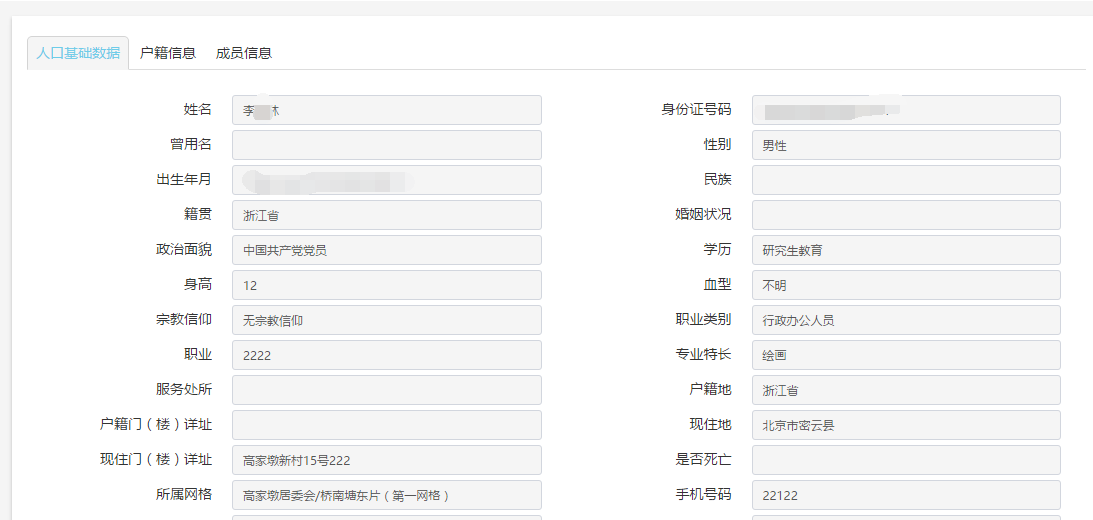 人口基础数据 户籍信息 成员信息
姓名 李 林 身份证号码
曾用名 性别 男性
出生年月 民族
籍贯 浙江省 婚姻状况
政治面貌 中国共产党党员 学历 研究生教育
身高 12 血型 不明
宗教信仰 无宗教信仰 职业类别 行政办公人员
职业 2222 专业特长 绘画
服务处所 户籍地 浙江省
户籍门（楼）详址 现住地 北京市密云县
现住门（楼）详址 高家墩新村15号222 是否死亡
所属网格 高家墩居委会/桥南塘东片（第一网格） 手机号码 22122